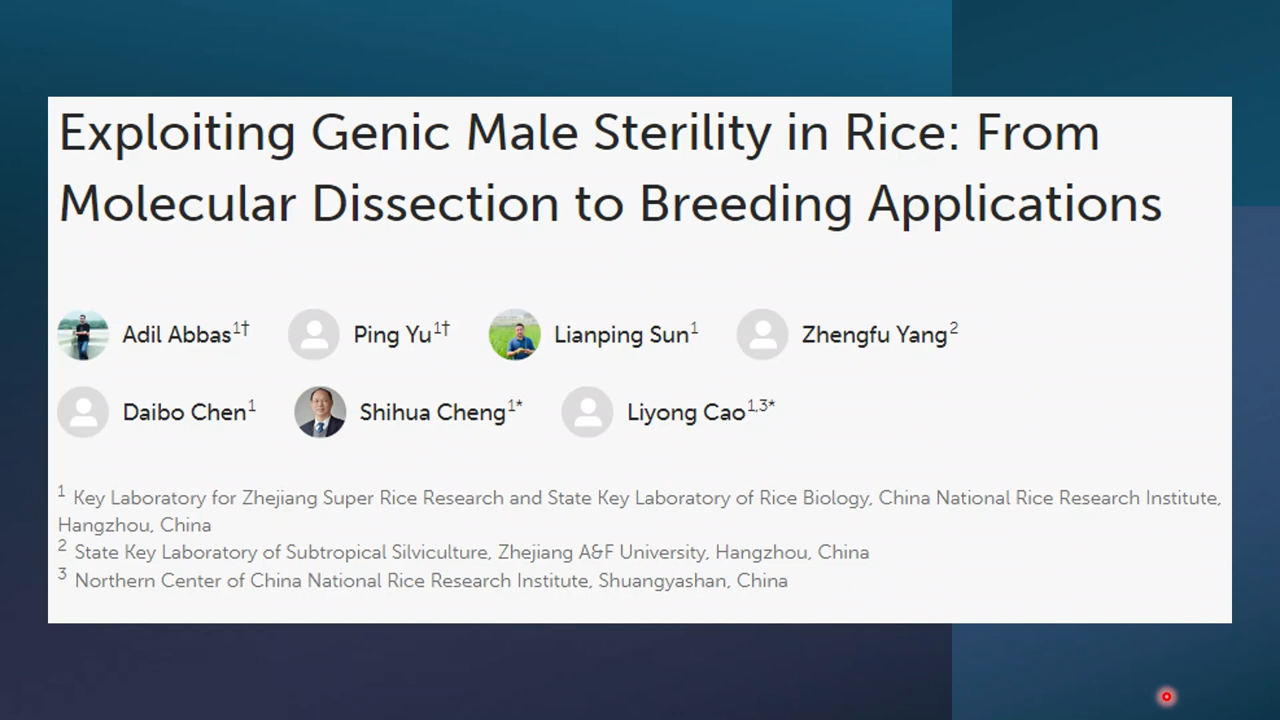 Exploiting Genic Male Sterility in Rice: From
Molecular Dissection to Breeding Applications
Adil Abbas1† Ping Yu1† Lianping Sun1 Zhengfu Yang2
Daibo Chen1 Shihua Cheng1* Liyong Cao1,3*
1 Key Laboratory for Zhejiang Super Rice Research and State Key Laboratory of Rice Biology, China National Rice Research Institute,
Hangzhou, China
2 State Key Laboratory of Subtropical Silviculture, Zhejiang A&F University, Hangzhou, China
3 Northern Center of China National Rice Research Institute, Shuangyashan, China